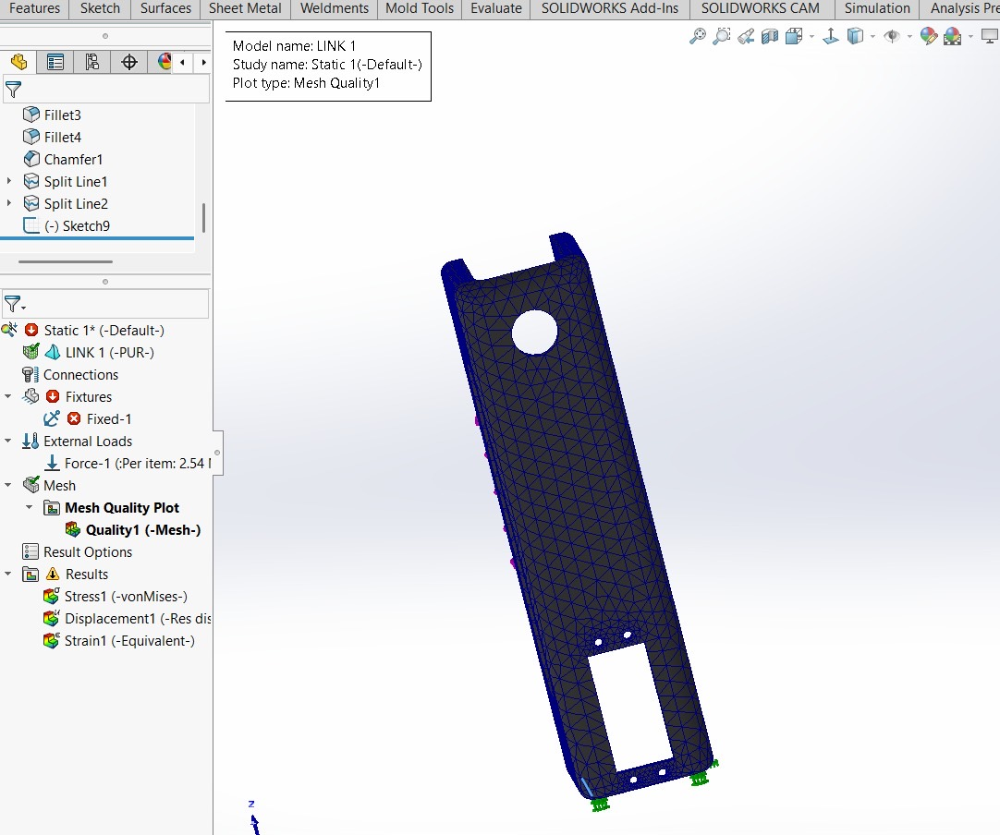 Features Sketch Surfaces Sheet Metal Weldments Mold Tools Evaluate SOLIDWORKS Add-Ins SOLIDWORKS CAM Simulation Analysis Pre
Model name: LINK 1
Study name: Static 1(-Default-)
Plot type: Mesh Quality1
Fillet3
Fillet4
Chamfer1
Split Line1
Split Line2
(-) Sketch9
Static 1* (-Default-)
LINK 1 (-PUR-)
Connections
Fixtures
Fixed-1
External Loads
Force-1 (:Per item: 2.54
Mesh
Mesh Quality Plot
Quality1 (-Mesh-)
Result Options
Results
Stress1 (-vonMises-)
Displacement1 (-Res dis
Strain1 (-Equivalent-)
z